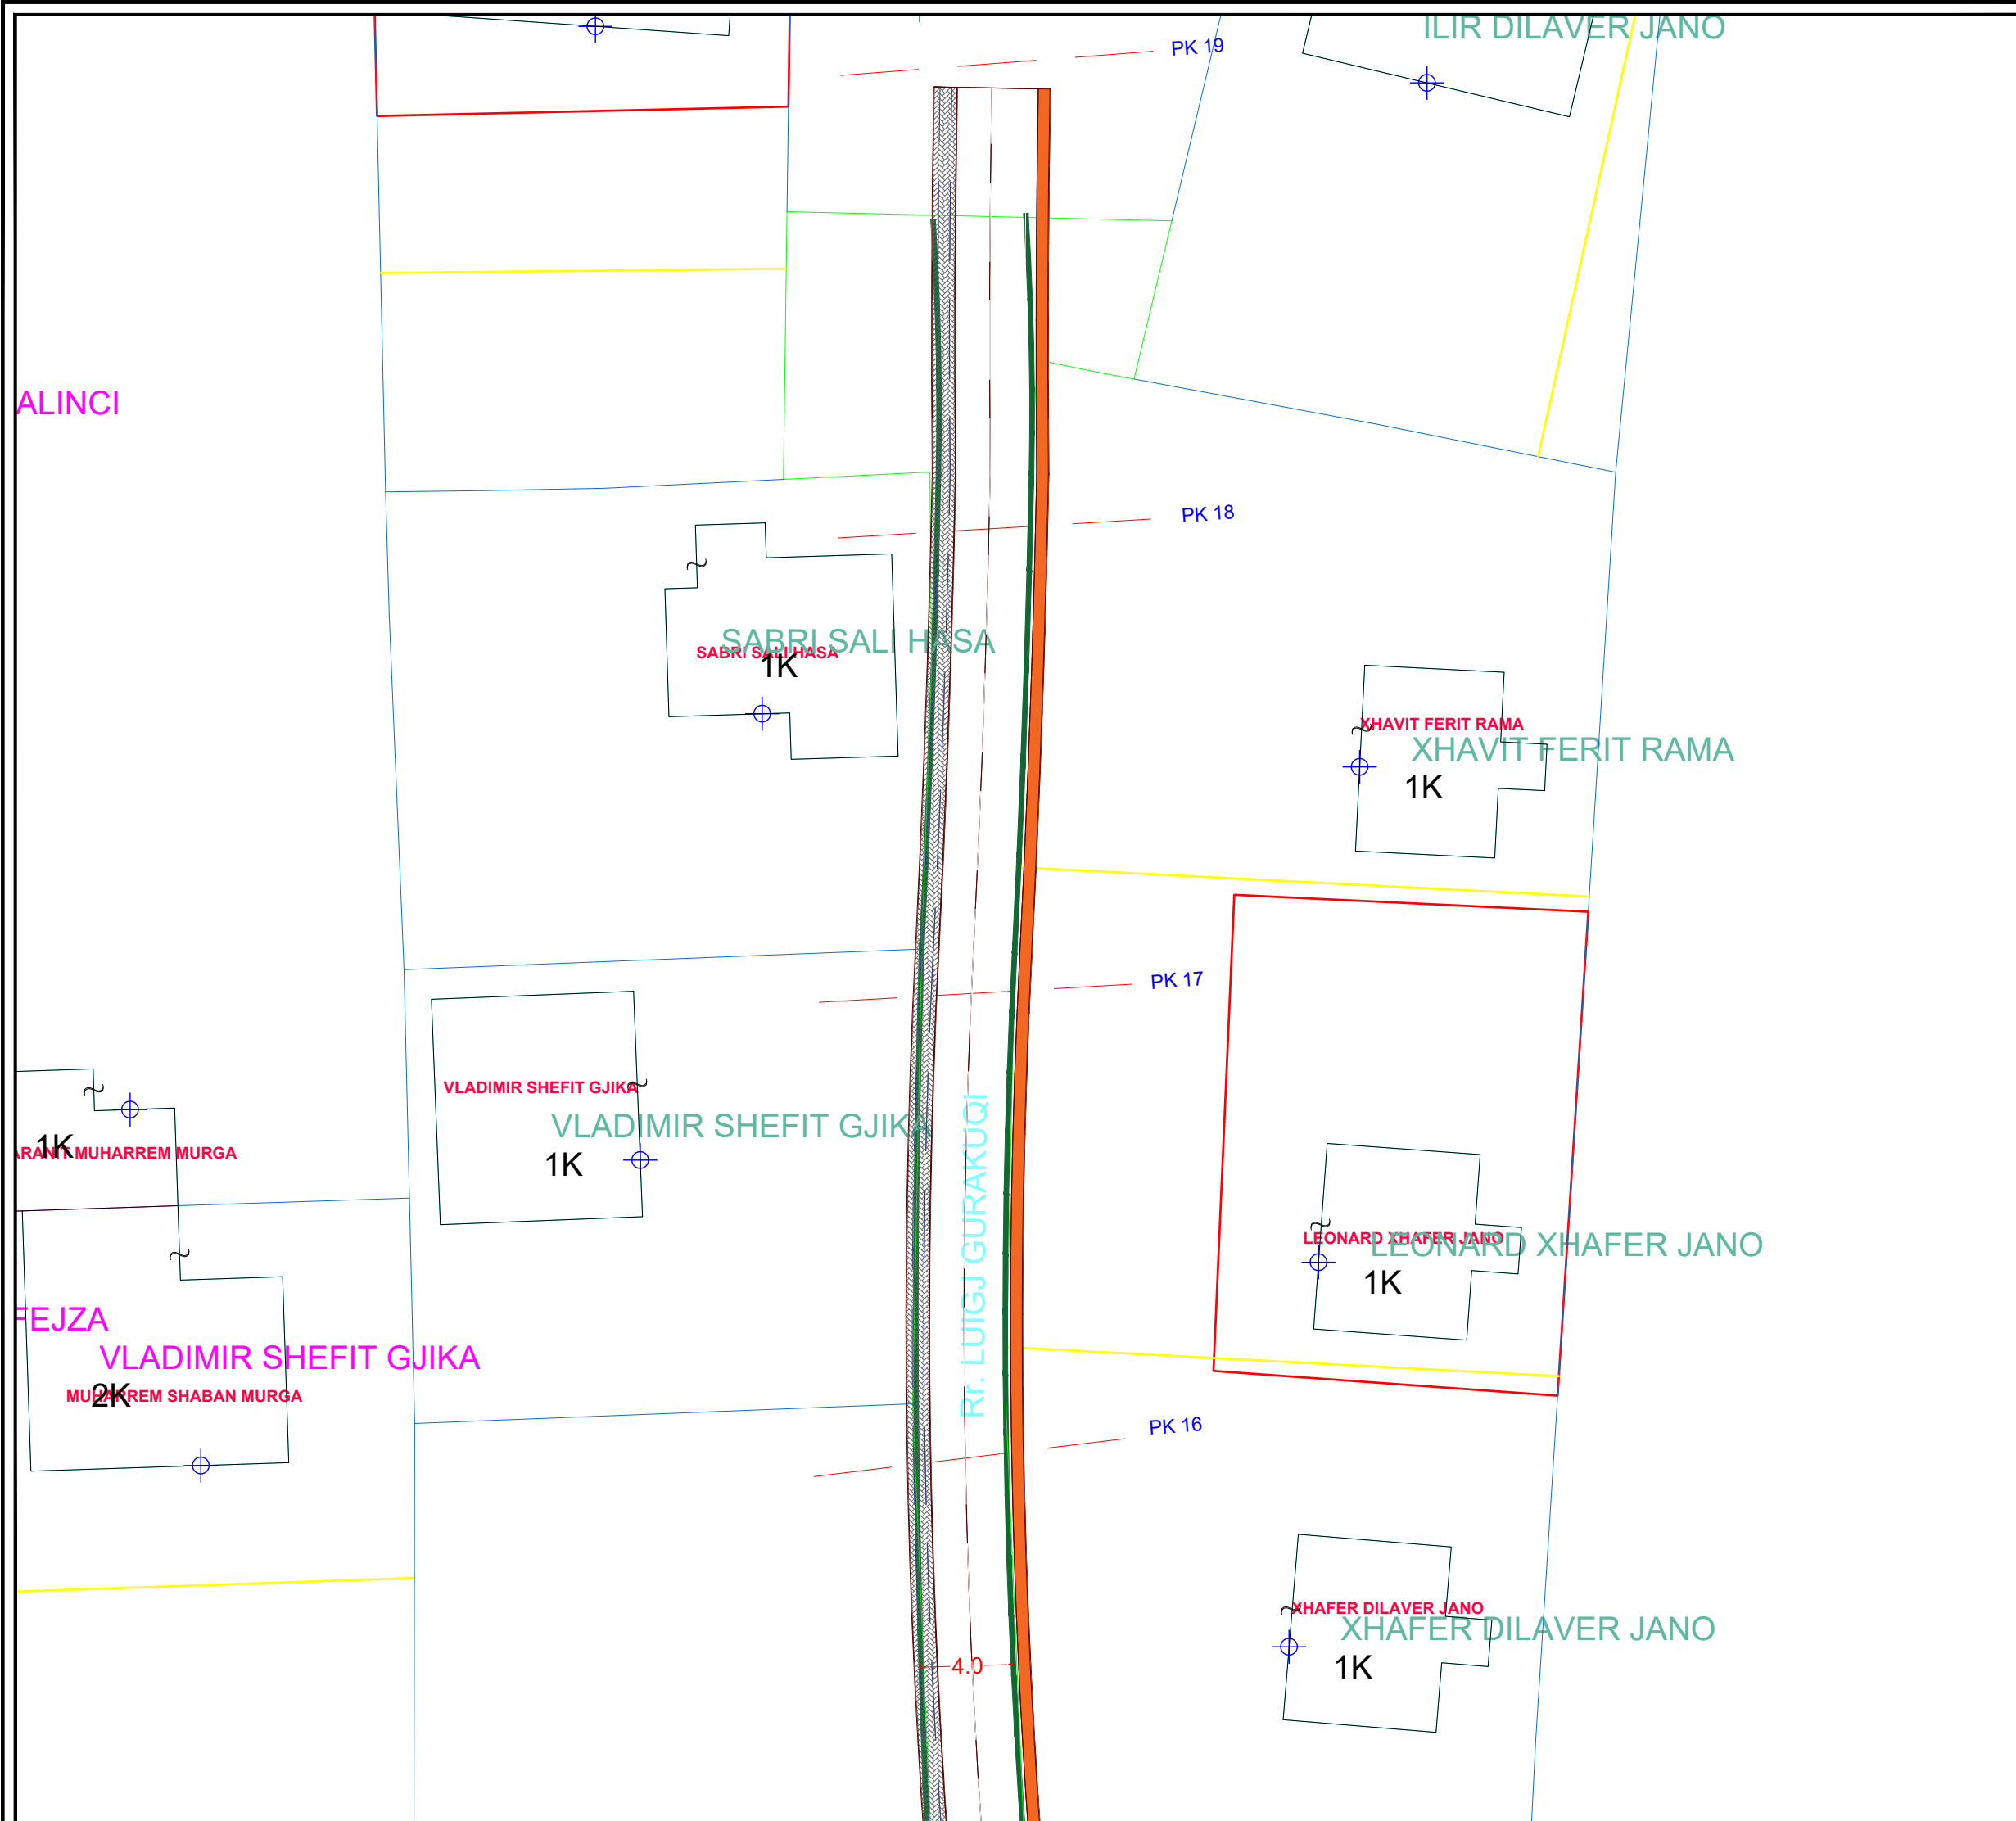 ILIR DILAVER JANO
PK 19
ALINCI
PK 18
SABRI SALI HASA
SABRI SALI HASA
1K
XHAVIT FERIT RAMA
XHAVIT FERIT RAMA
1K
PK 17
VLADIMIR SHEFIT GJIKA
VLADIMIR SHEFIT GJIKA
1K
1K
MUHARREM MURGA
Rr. LUIGJ GURAKUQI
LEONARD XHAFER JANO
LEONARD XHAFER JANO
1K
FEJZA
VLADIMIR SHEFIT GJIKA
2K
MUHARREM SHABAN MURGA
PK 16
XHAFER DILAVER JANO
XHAFER DILAVER JANO
4.0
1K